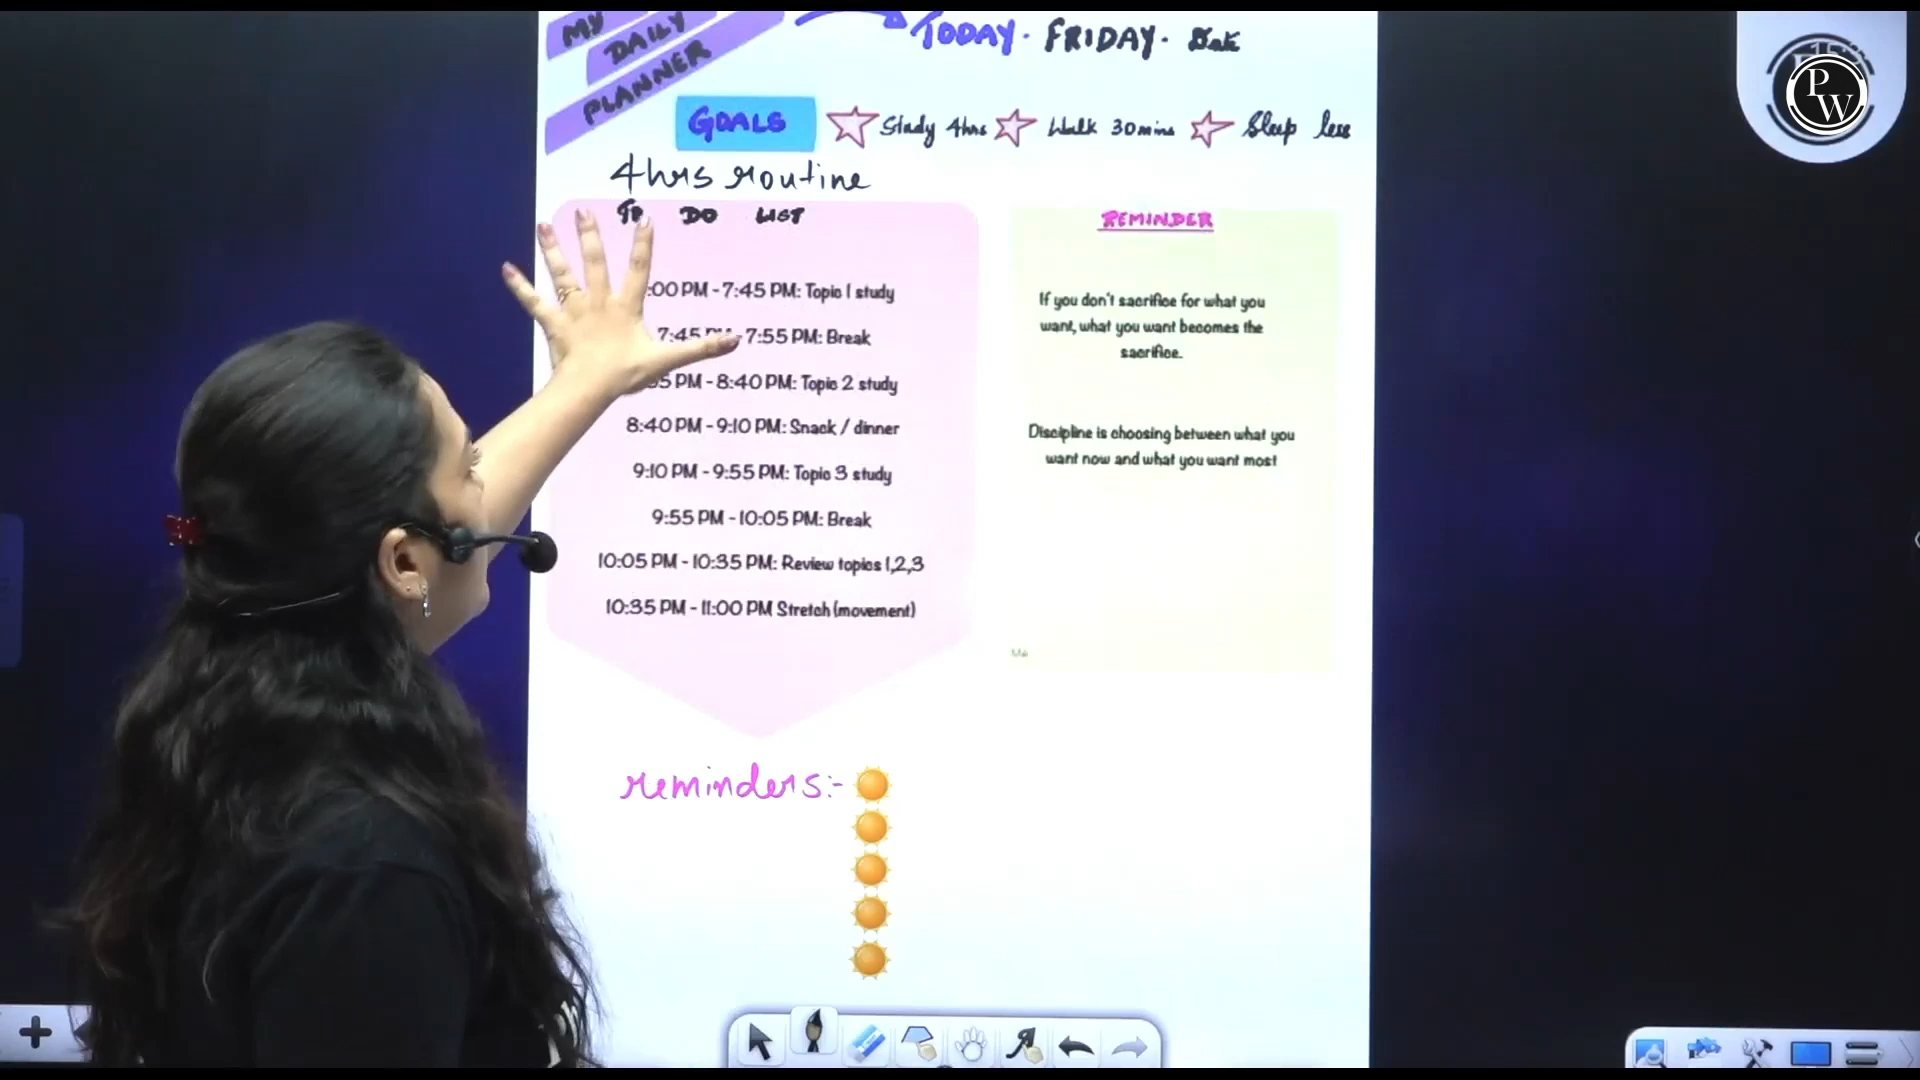 MY
DAILY
PLANNER
TODAY. FRIDAY. Date
GOALS Study 4hrs Walk 30mins Sleep less
4hrs routine
TO DO LIST
:00 PM - 7:45 PM: Topic 1 study
7:45 PM - 7:55 PM: Break
55 PM - 8:40 PM: Topic 2 study
8:40 PM - 9:10 PM: Snack / dinner
9:10 PM - 9:55 PM: Topic 3 study
9:55 PM - 10:05 PM: Break
10:05 PM - 10:35 PM: Review topics 1,2,3
10:35 PM - 11:00 PM Stretch (movement)
REMINDER
If you don't sacrifice for what you
want, what you want becomes the
sacrifice.
Discipline is choosing between what you
want now and what you want most
reminders:-
PW